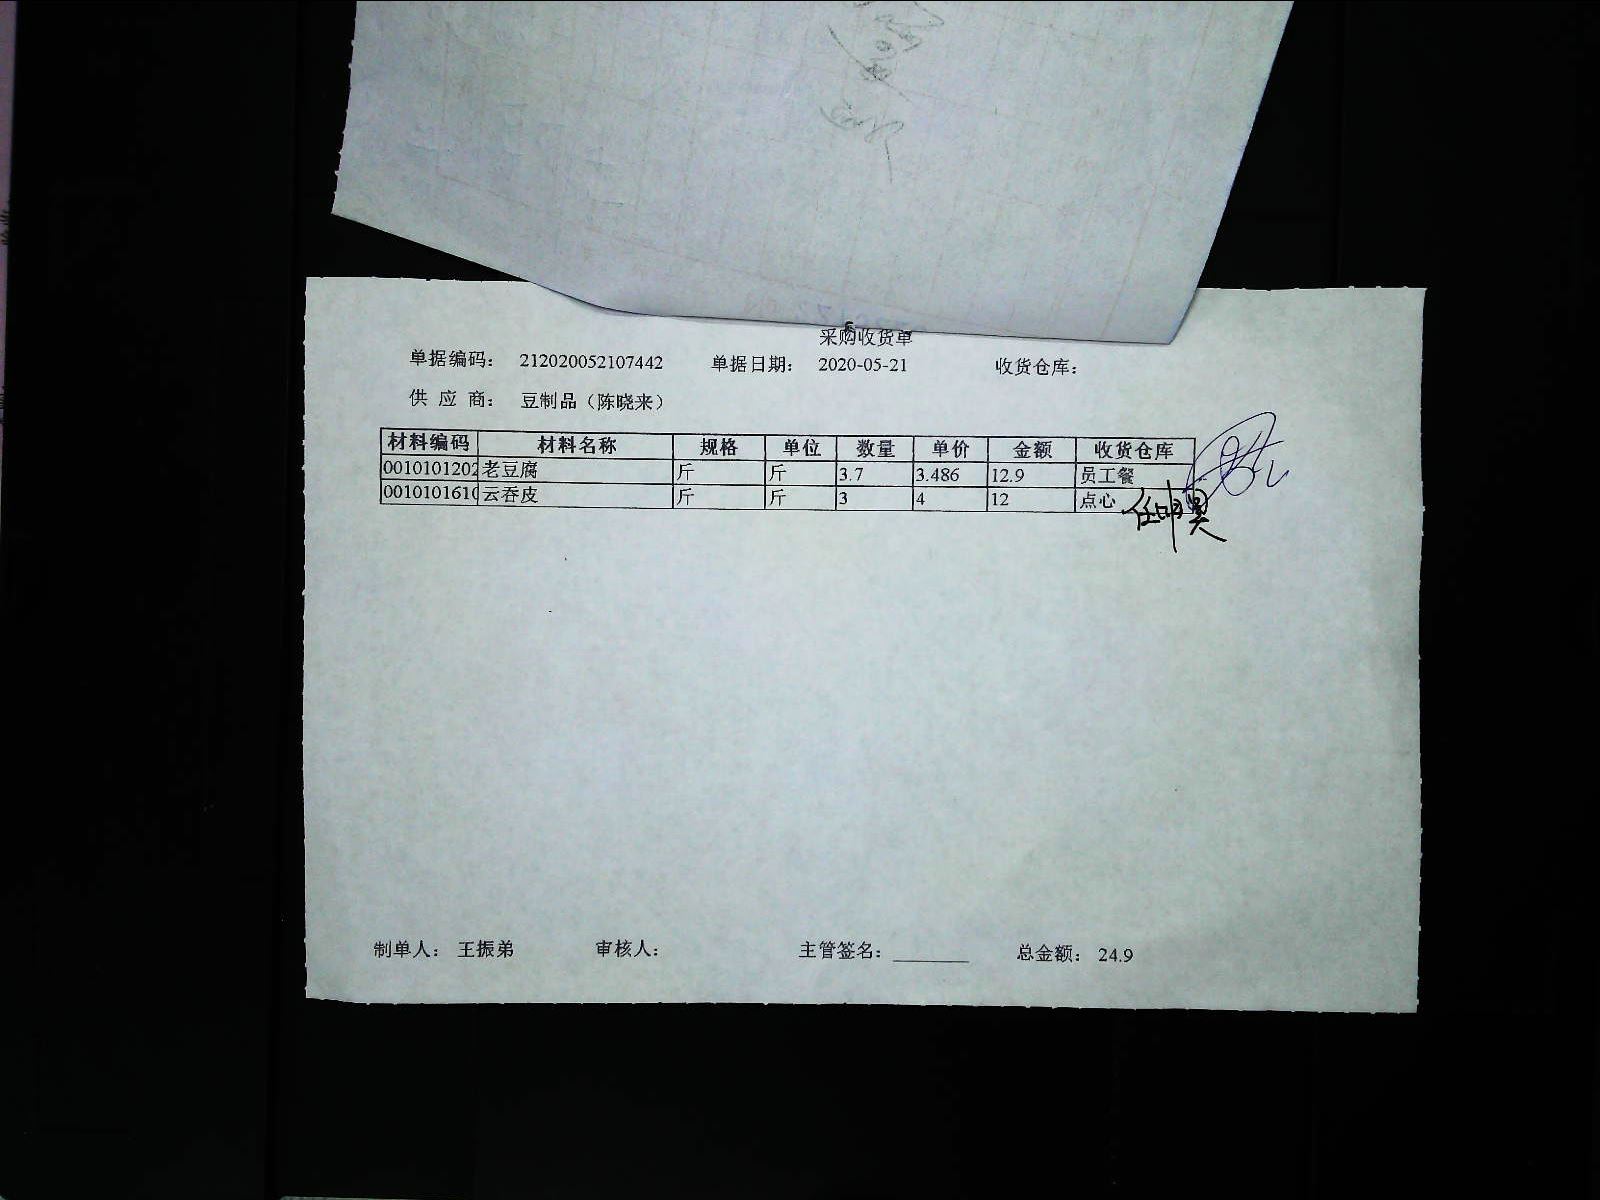 采购收货单
单据编码： 212020052107442 单据日期： 2020-05-21 收货仓库：
供 应 商： 豆制品（陈晓来）
材料编码 材料名称 规格 单位 数量 单价 金额 收货仓库
0010101202 老豆腐 斤 斤 3.7 3.486 12.9 员工餐
001010161 云吞皮 斤 斤 3 4 12 点心
制单人： 王振弟 审核人： 主管签名： ________ 总金额： 24.9